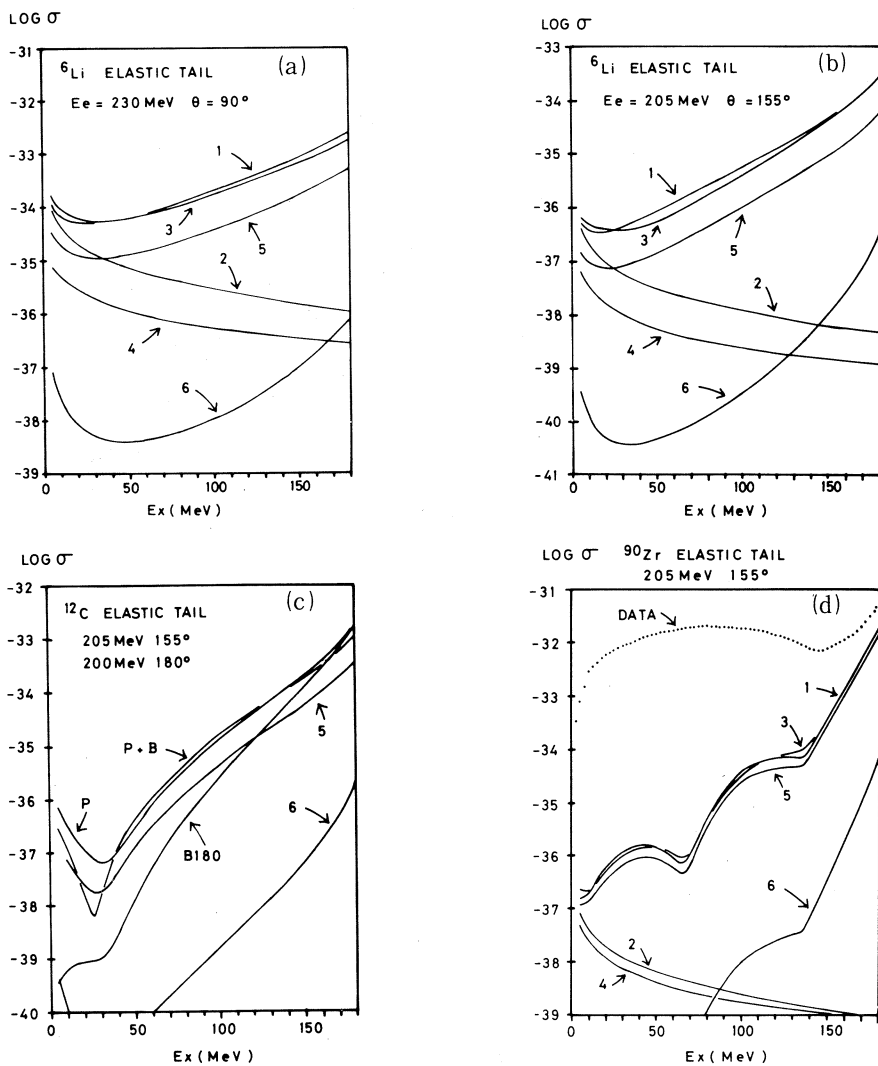 LOG σ
-31
-32
-33
-34
-35
-36
-37
-38
-39
⁶Li ELASTIC TAIL (a)
Ee = 230 MeV θ = 90°
1
3
5
2
4
6
0 50 100 150
Ex (MeV)
LOG σ
-33
-34
-35
-36
-37
-38
-39
-40
-41
⁶Li ELASTIC TAIL (b)
Ee = 205 MeV θ = 155°
1
3
5
2
4
6
0 50 100 150
Ex (MeV)
LOG σ
-32
-33
-34
-35
-36
-37
-38
-39
-40
¹²C ELASTIC TAIL (c)
205 MeV 155°
200 MeV 180°
P + B
5
P
6
B180
0 50 100 150
Ex (MeV)
LOG σ ⁹⁰Zr ELASTIC TAIL
205 MeV 155°
-31
-32
-33
-34
-35
-36
-37
-38
-39
(d)
DATA
1
3
5
6
2
4
0 50 100 150
Ex (MeV)